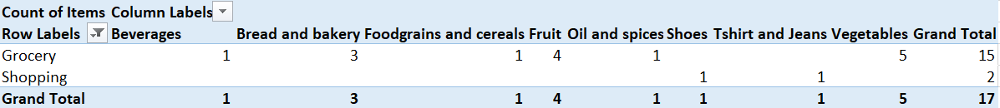 Count of Items Column Labels
Row Labels Beverages Bread and bakery Foodgrains and cereals Fruit Oil and spices Shoes Tshirt and Jeans Vegetables Grand Total
Grocery 1 3 1 4 1 5 15
Shopping 1 1 2
Grand Total 1 3 1 4 1 1 1 5 17